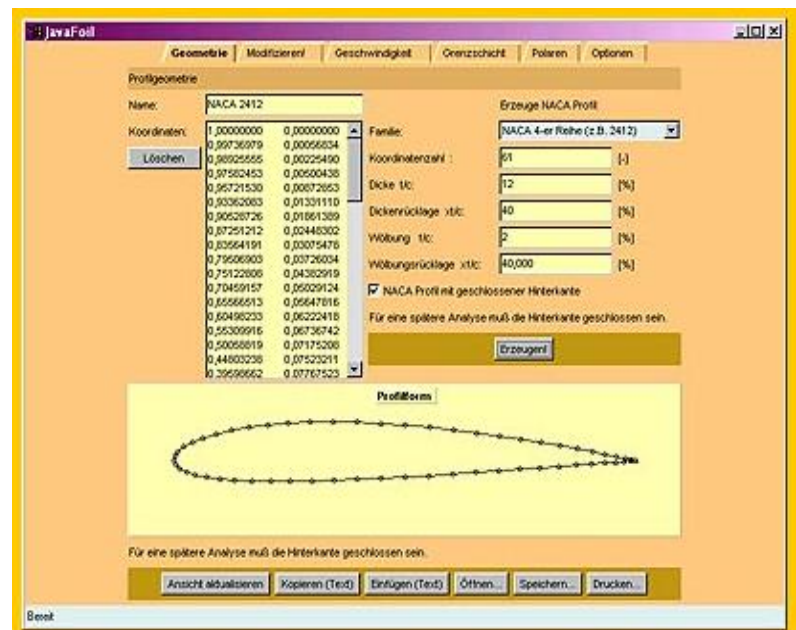 JavaFoil
Geometrie Modifizieren! Geschwindigkeit Grenzschicht Polaren Optionen
Profilgeometrie
Name: NACA 2412 Erzeuge NACA Profil
Koordinaten: Löschen
1,00000000 0,00000000
0,99736979 0,00056834
0,98925555 0,00225490
0,97582453 0,00500438
0,95721530 0,00872853
0,93362083 0,01331110
0,90528726 0,01861389
0,87251212 0,02448302
0,83564191 0,03075476
0,79506903 0,03726034
0,75122806 0,04382919
0,70459157 0,05029124
0,65566513 0,05647816
0,60498233 0,06222418
0,55309916 0,06736742
0,50058819 0,07175208
0,44803238 0,07523211
0,39598662 0,07767523
Familie: NACA 4-er Reihe (z.B. 2412)
Koordinatenzahl : 61 [-]
Dicke t/c: 12 [%]
Dickenrücklage xt/c: 40 [%]
Wölbung t/c: 2 [%]
Wölbungsrücklage xt/c: 40,000 [%]
NACA Profil mit geschlossener Hinterkante
Für eine spätere Analyse muß die Hinterkante geschlossen sein.
Erzeugen!
Profilform
Für eine spätere Analyse muß die Hinterkante geschlossen sein.
Ansicht aktualisieren Kopieren (Text) Einfügen (Text) Öffnen... Speichern... Drucken...
Bereit